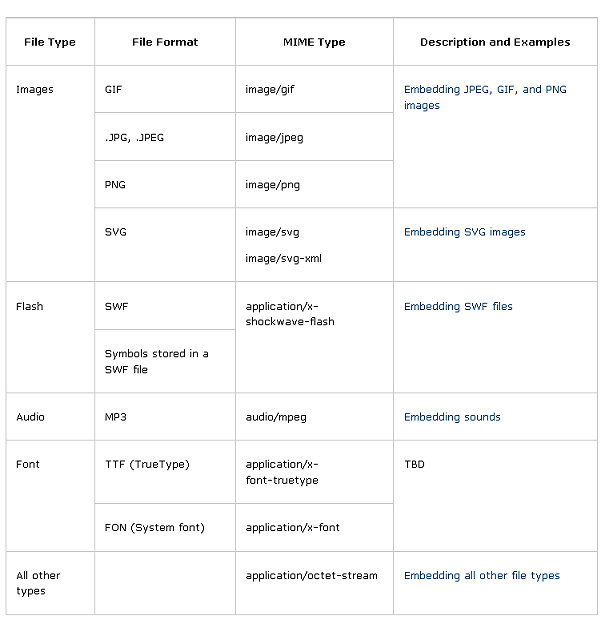 File Type File Format MIME Type Description and Examples
Images GIF image/gif Embedding JPEG, GIF, and PNG
images
.JPG, .JPEG image/jpeg
PNG image/png
SVG image/svg Embedding SVG images
image/svg-xml
Flash SWF application/x- Embedding SWF files
shockwave-flash
Symbols stored in a
SWF file
Audio MP3 audio/mpeg Embedding sounds
Font TTF (TrueType) application/x- TBD
font-truetype
FON (System font) application/x-font
All other application/octet-stream Embedding all other file types
types